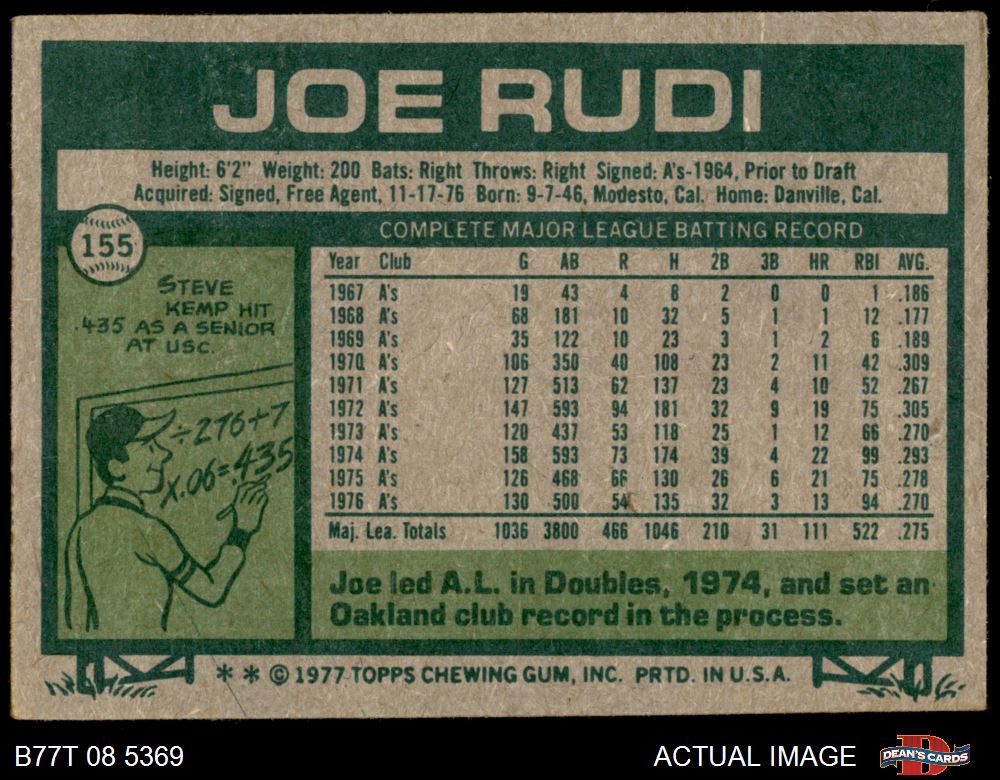 JOE RUDI
Height: 6'2" Weight: 200 Bats: Right Throws: Right Signed: A's-1964, Prior to Draft
Acquired: Signed, Free Agent, 11-17-76 Born: 9-7-46, Modesto, Cal. Home: Danville, Cal.
155
STEVE
KEMP HIT
.435 AS A SENIOR
AT USC.
÷276+7
X.06=.435
COMPLETE MAJOR LEAGUE BATTING RECORD
Year Club G AB R H 2B 3B HR RBI AVG.
1967 A's 19 43 4 8 2 0 0 1 .186
1968 A's 68 181 10 32 5 1 1 12 .177
1969 A's 35 122 10 23 3 1 2 6 .189
1970 A's 106 350 40 108 23 2 11 42 .309
1971 A's 127 513 62 137 23 4 10 52 .267
1972 A's 147 593 94 181 32 9 19 75 .305
1973 A's 120 437 53 118 25 1 12 66 .270
1974 A's 158 593 73 174 39 4 22 99 .293
1975 A's 126 468 66 130 26 6 21 75 .278
1976 A's 130 500 54 135 32 3 13 94 .270
Maj. Lea. Totals 1036 3800 466 1046 210 31 111 522 .275
Joe led A.L. in Doubles, 1974, and set an
Oakland club record in the process.
* * © 1977 TOPPS CHEWING GUM, INC. PRTD. IN U.S.A.
B77T 08 5369
ACTUAL IMAGE
D
DEAN'S CARDS